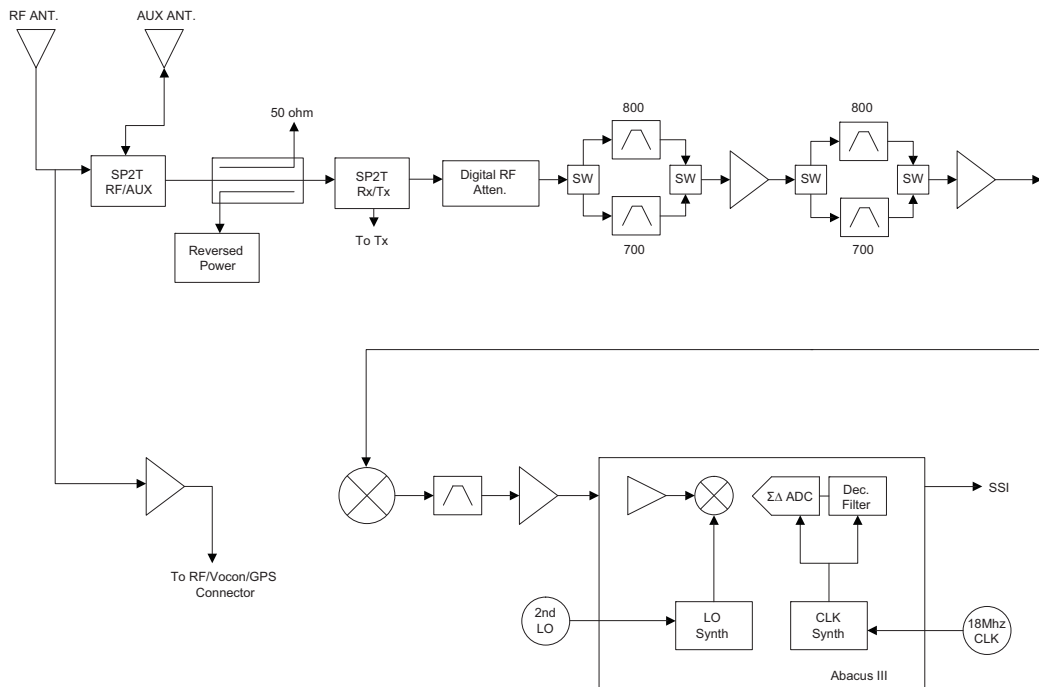 RF ANT.
AUX ANT.
50 ohm
800
800
SP2T
RF/AUX
SP2T
Rx/Tx
Digital RF
Atten.
SW
SW
SW
SW
To Tx
Reversed
Power
700
700
ΣΔ ADC
Dec.
Filter
SSI
To RF/Vocon/GPS
Connector
2nd
LO
LO
Synth
CLK
Synth
18Mhz
CLK
Abacus III